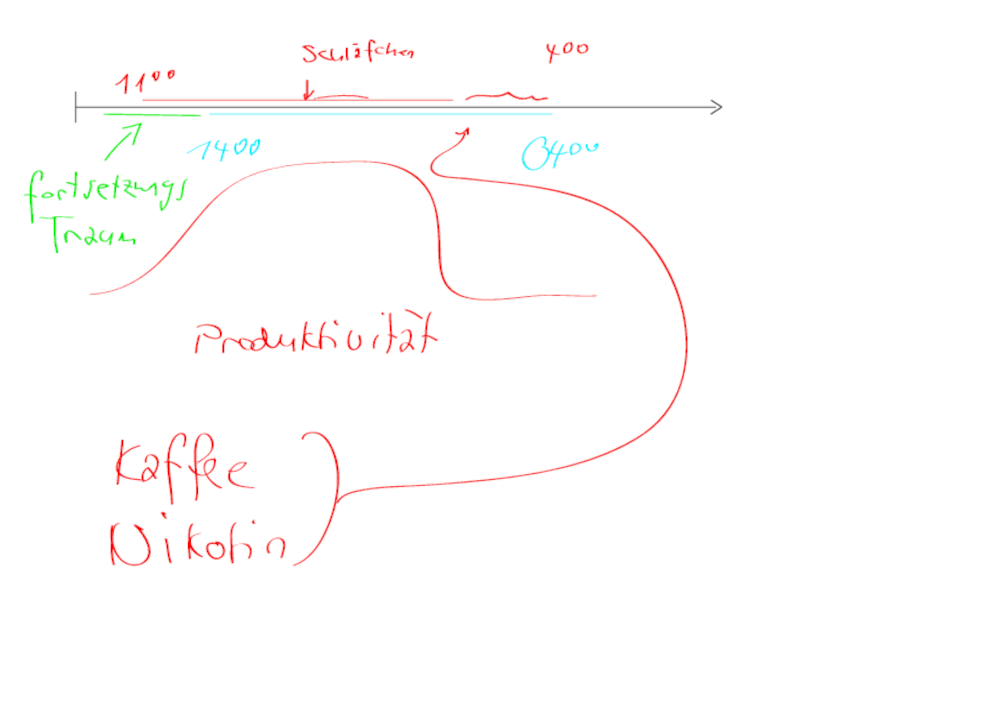 Schläfchen
400
1100
1400
0400
fortsetzungs
Traum
Produktivität
Kaffee
Nikotin